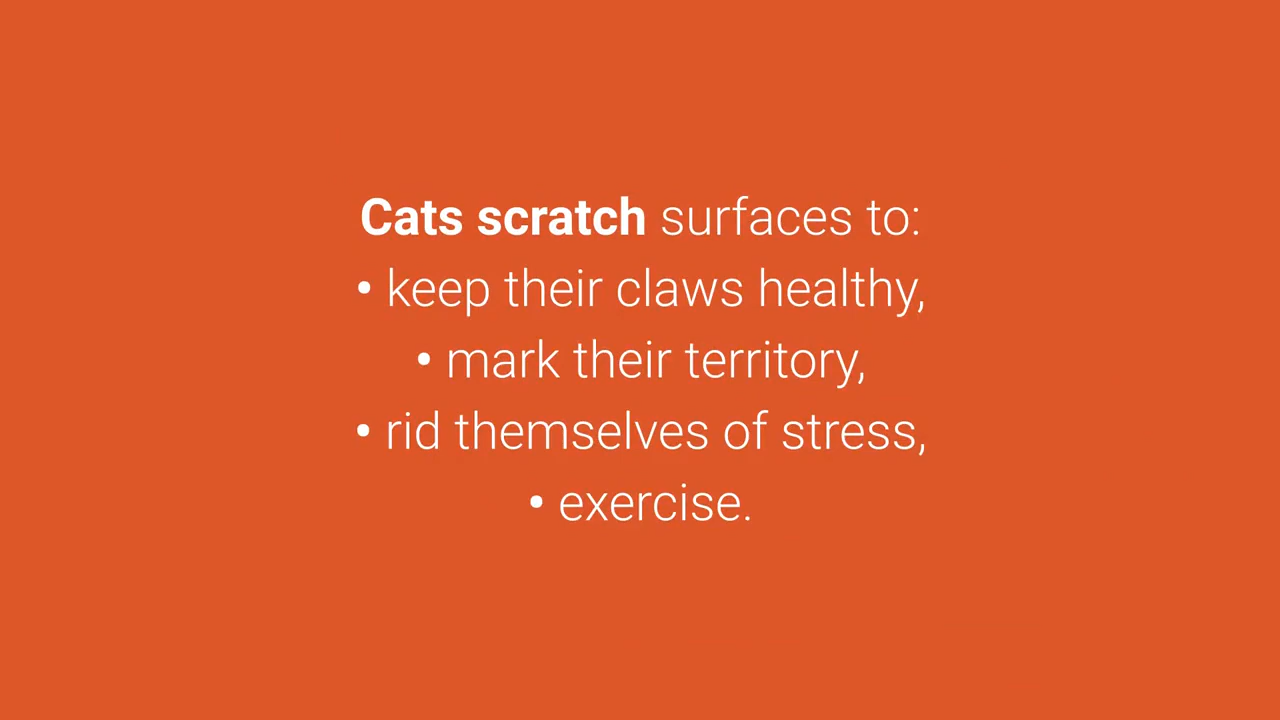 Cats scratch surfaces to:
• keep their claws healthy,
• mark their territory,
• rid themselves of stress,
• exercise.